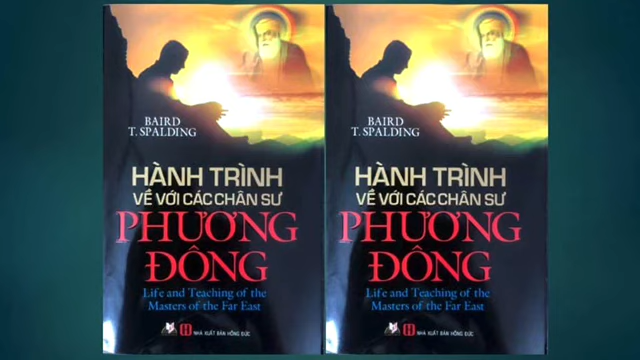 BAIRD
T. SPALDING
HÀNH TRÌNH
VỀ VỚI CÁC CHÂN SƯ
PHƯƠNG
ĐÔNG
Life and Teaching of the
Masters of the Far East
NHÀ XUẤT BẢN HỒNG ĐỨC
BAIRD
T. SPALDING
HÀNH TRÌNH
VỀ VỚI CÁC CHÂN SƯ
PHƯƠNG
ĐÔNG
Life and Teaching of the
Masters of the Far East
NHÀ XUẤT BẢN HỒNG ĐỨC